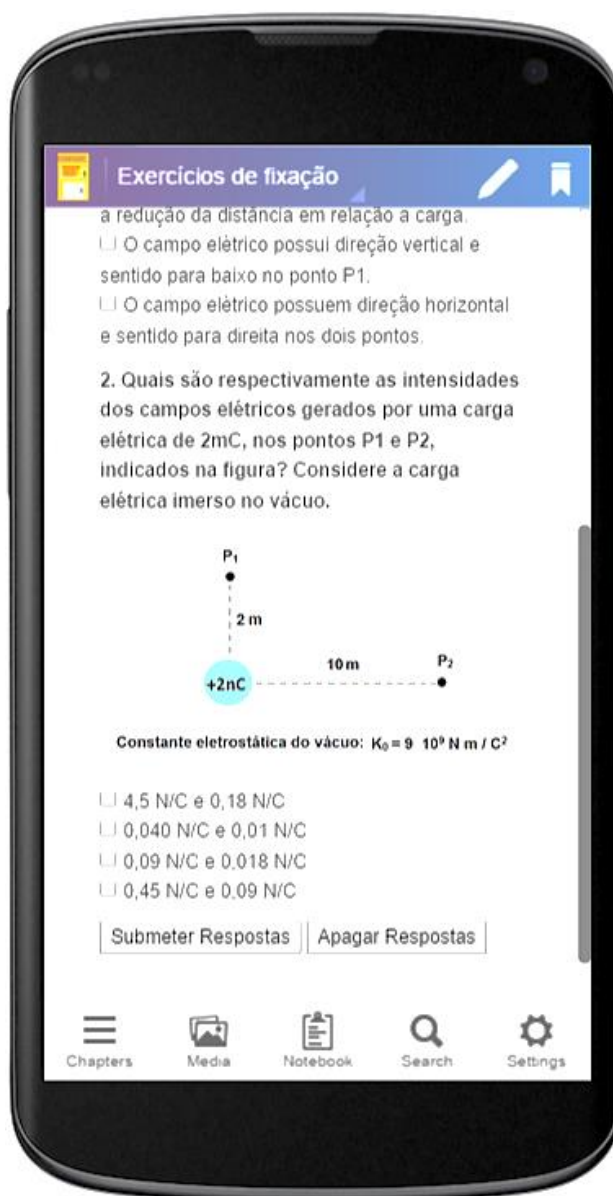 Exercícios de fixação
a redução da distância em relação a carga.
O campo elétrico possui direção vertical e
sentido para baixo no ponto P1.
O campo elétrico possuem direção horizontal
e sentido para direita nos dois pontos.
2. Quais são respectivamente as intensidades
dos campos elétricos gerados por uma carga
elétrica de 2mC, nos pontos P1 e P2,
indicados na figura? Considere a carga
elétrica imerso no vácuo.
P₁
2 m
10 m
P₂
+2nC
Constante eletrostática do vácuo: K₀ = 9 10⁹ N m / C²
4,5 N/C e 0,18 N/C
0,040 N/C e 0,01 N/C
0,09 N/C e 0,018 N/C
0,45 N/C e 0,09 N/C
Submeter Respostas Apagar Respostas
Chapters Media Notebook Search Settings